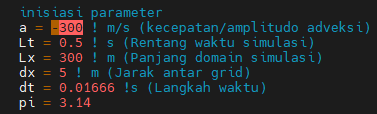 inisiasi parameter
a = -300 ! m/s (kecepatan/amplitudo adveksi)
Lt = 0.5 ! s (Rentang waktu simulasi)
Lx = 300 ! m (Panjang domain simulasi)
dx = 5 ! m (Jarak antar grid)
dt = 0.01666 !s (Langkah waktu)
pi = 3.14